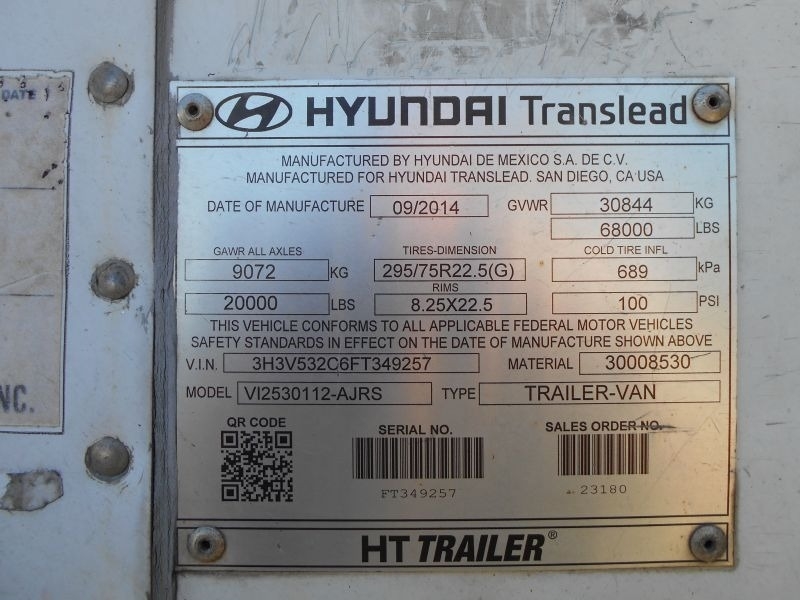 DATE
NC.
HYUNDAI Translead
MANUFACTURED BY HYUNDAI DE MEXICO S.A. DE C.V.
MANUFACTURED FOR HYUNDAI TRANSLEAD. SAN DIEGO, CA USA
DATE OF MANUFACTURE 09/2014 GVWR 30844 KG
68000 LBS
GAWR ALL AXLES TIRES-DIMENSION COLD TIRE INFL
9072 KG 295/75R22.5(G) 689 kPa
RIMS
20000 LBS 8.25X22.5 100 PSI
THIS VEHICLE CONFORMS TO ALL APPLICABLE FEDERAL MOTOR VEHICLES
SAFETY STANDARDS IN EFFECT ON THE DATE OF MANUFACTURE SHOWN ABOVE
V.I.N. 3H3V532C6FT349257 MATERIAL 30008530
MODEL VI2530112-AJRS TYPE TRAILER-VAN
QR CODE SERIAL NO. SALES ORDER NO.
FT349257 23180
HT TRAILER®